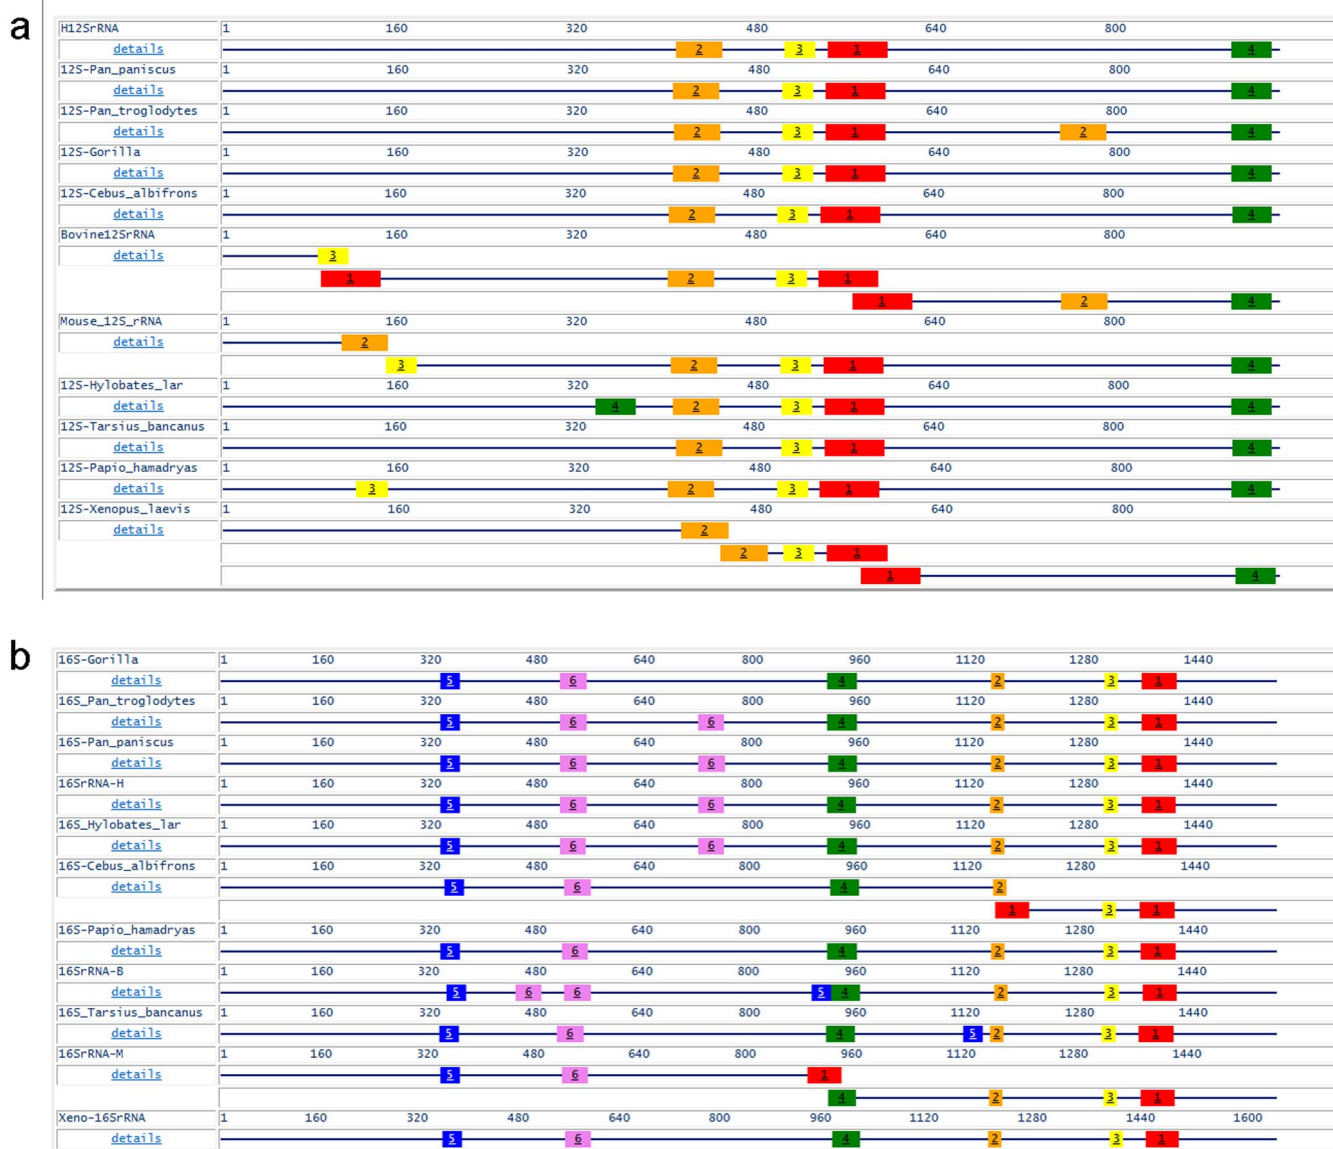 a
H12SrRNA 1 160 320 480 640 800
details 2 3 1 4
12S-Pan_paniscus 1 160 320 480 640 800
details 2 3 1 4
12S-Pan_troglodytes 1 160 320 480 640 800
details 2 3 1 2 4
12S-Gorilla 1 160 320 480 640 800
details 2 3 1 4
12S-Cebus_albifrons 1 160 320 480 640 800
details 2 3 1 4
Bovine12SrRNA 1 160 320 480 640 800
details 3
1 2 3 1
1 2 4
Mouse_12S_rRNA 1 160 320 480 640 800
details 2
3 2 3 1 4
12S-Hylobates_lar 1 160 320 480 640 800
details 4 2 3 1 4
12S-Tarsius_bancanus 1 160 320 480 640 800
details 2 3 1 4
12S-Papio_hamadryas 1 160 320 480 640 800
details 3 2 3 1 4
12S-Xenopus_laevis 1 160 320 480 640 800
details 2
2 3 1
1 4
b
16S-Gorilla 1 160 320 480 640 800 960 1120 1280 1440
details 5 6 4 2 3 1
16S_Pan_troglodytes 1 160 320 480 640 800 960 1120 1280 1440
details 5 6 6 4 2 3 1
16S-Pan_paniscus 1 160 320 480 640 800 960 1120 1280 1440
details 5 6 6 4 2 3 1
16SrRNA-H 1 160 320 480 640 800 960 1120 1280 1440
details 5 6 6 4 2 3 1
16S_Hylobates_lar 1 160 320 480 640 800 960 1120 1280 1440
details 5 6 6 4 2 3 1
16S-Cebus_albifrons 1 160 320 480 640 800 960 1120 1280 1440
details 5 6 4 2
1 3 1
16S-Papio_hamadryas 1 160 320 480 640 800 960 1120 1280 1440
details 5 6 4 2 3 1
16SrRNA-B 1 160 320 480 640 800 960 1120 1280 1440
details 5 6 6 5 4 2 3 1
16S_Tarsius_bancanus 1 160 320 480 640 800 960 1120 1280 1440
details 5 6 4 5 2 3 1
16SrRNA-M 1 160 320 480 640 800 960 1120 1280 1440
details 5 6 1
4 2 3 1
Xeno-16SrRNA 1 160 320 480 640 800 960 1120 1280 1440 1600
details 5 6 4 2 3 1